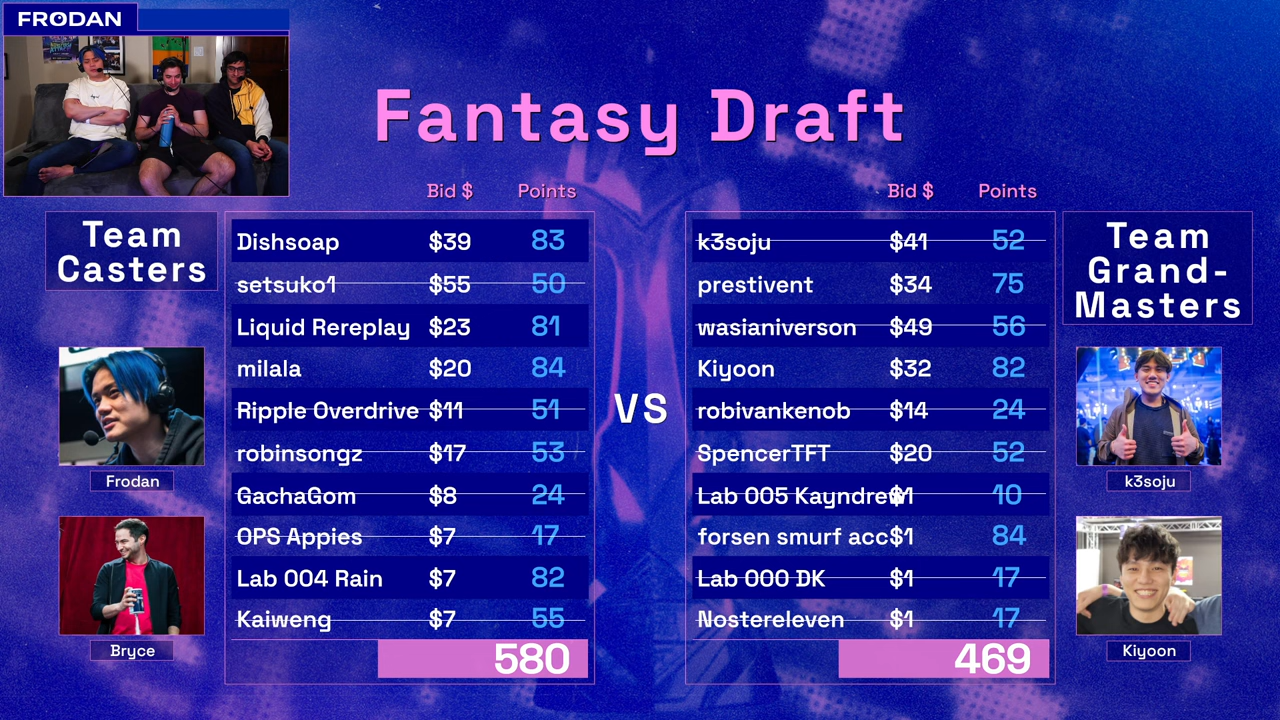 FRODAN
Fantasy Draft
Bid $ Points
Bid $ Points
Team
Casters
Dishsoap $39 83
setsuko1 $55 50
Liquid Rereplay $23 81
milala $20 84
Ripple Overdrive $11 51
robinsongz $17 53
GachaGom $8 24
OPS Appies $7 17
Lab 004 Rain $7 82
Kaiweng $7 55
580
Frodan
Bryce
VS
k3soju $41 52
prestivent $34 75
wasianiverson $49 56
Kiyoon $32 82
robivankenob $14 24
SpencerTFT $20 52
Lab 005 Kayndrew $1 10
forsen smurf acc $1 84
Lab 000 DK $1 17
Nostereleven $1 17
469
Team
Grand-
Masters
k3soju
Kiyoon